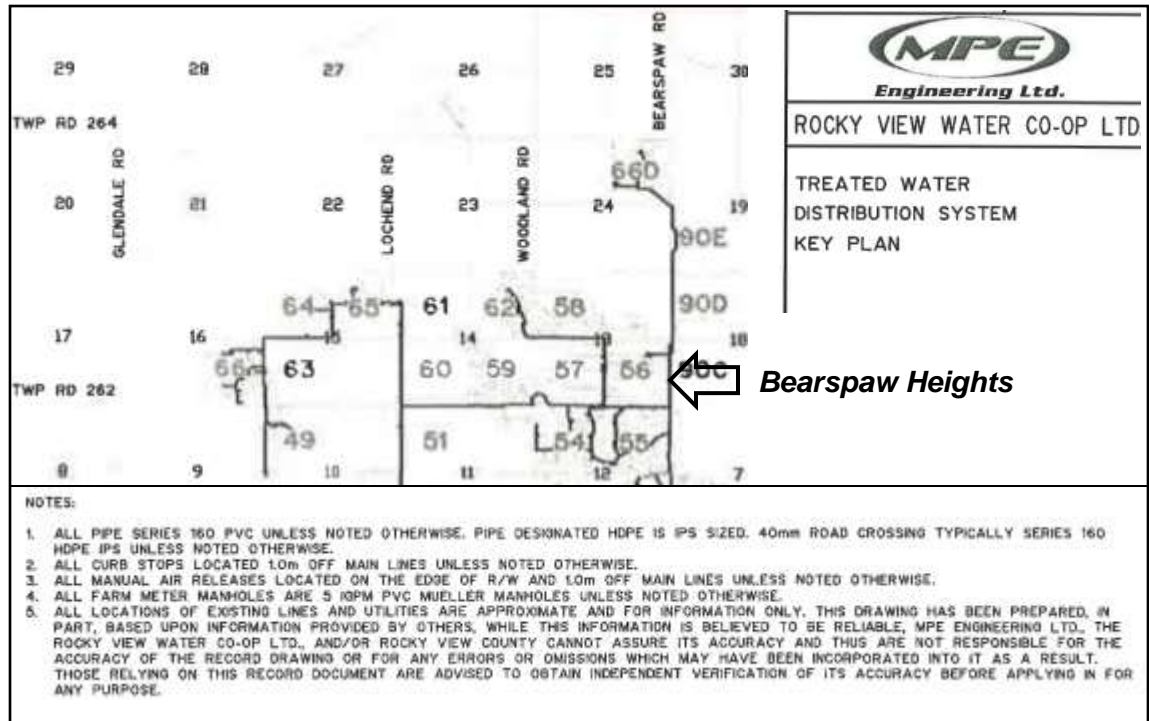 29 28 27 26 25 30
BEARSPAW RD
TWP RD 264
GLENDALE RD
LOCHEND RD
WOODLAND RD
66D
20 21 22 23 24 19
90E
64 65 61 62 58 90D
17 16 15 14 13 18
66 63 60 59 57 56 90C
TWP RD 262
Bearspaw Heights
49 51 54 55
8 9 10 11 12 7
MPE
Engineering Ltd.
ROCKY VIEW WATER CO-OP LTD
TREATED WATER
DISTRIBUTION SYSTEM
KEY PLAN
NOTES:
1. ALL PIPE SERIES 160 PVC UNLESS NOTED OTHERWISE. PIPE DESIGNATED HDPE IS IPS SIZED. 40mm ROAD CROSSING TYPICALLY SERIES 160
HDPE IPS UNLESS NOTED OTHERWISE.
2. ALL CURB STOPS LOCATED 1.0m OFF MAIN LINES UNLESS NOTED OTHERWISE.
3. ALL MANUAL AIR RELEASES LOCATED ON THE EDGE OF R/W AND 1.0m OFF MAIN LINES UNLESS NOTED OTHERWISE.
4. ALL FARM METER MANHOLES ARE 5 IGPM PVC MUELLER MANHOLES UNLESS NOTED OTHERWISE.
5. ALL LOCATIONS OF EXISTING LINES AND UTILITIES ARE APPROXIMATE AND FOR INFORMATION ONLY. THIS DRAWING HAS BEEN PREPARED, IN
PART, BASED UPON INFORMATION PROVIDED BY OTHERS, WHILE THIS INFORMATION IS BELIEVED TO BE RELIABLE, MPE ENGINEERING LTD., THE
ROCKY VIEW WATER CO-OP LTD., AND/OR ROCKY VIEW COUNTY CANNOT ASSURE ITS ACCURACY AND THUS ARE NOT RESPONSIBLE FOR THE
ACCURACY OF THE RECORD DRAWING OR FOR ANY ERRORS OR OMISSIONS WHICH MAY HAVE BEEN INCORPORATED INTO IT AS A RESULT.
THOSE RELYING ON THIS RECORD DOCUMENT ARE ADVISED TO OBTAIN INDEPENDENT VERIFICATION OF ITS ACCURACY BEFORE APPLYING IN FOR
ANY PURPOSE.